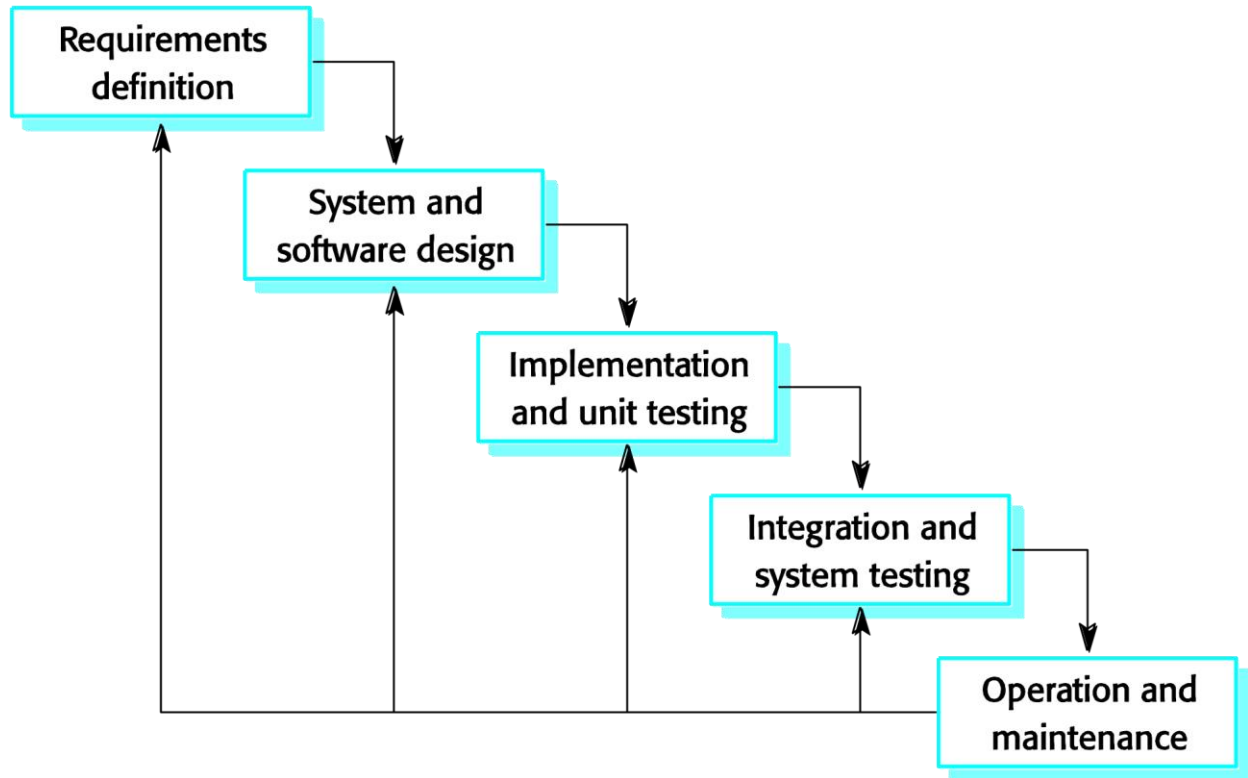 Requirements
definition
System and
software design
Implementation
and unit testing
Integration and
system testing
Operation and
maintenance